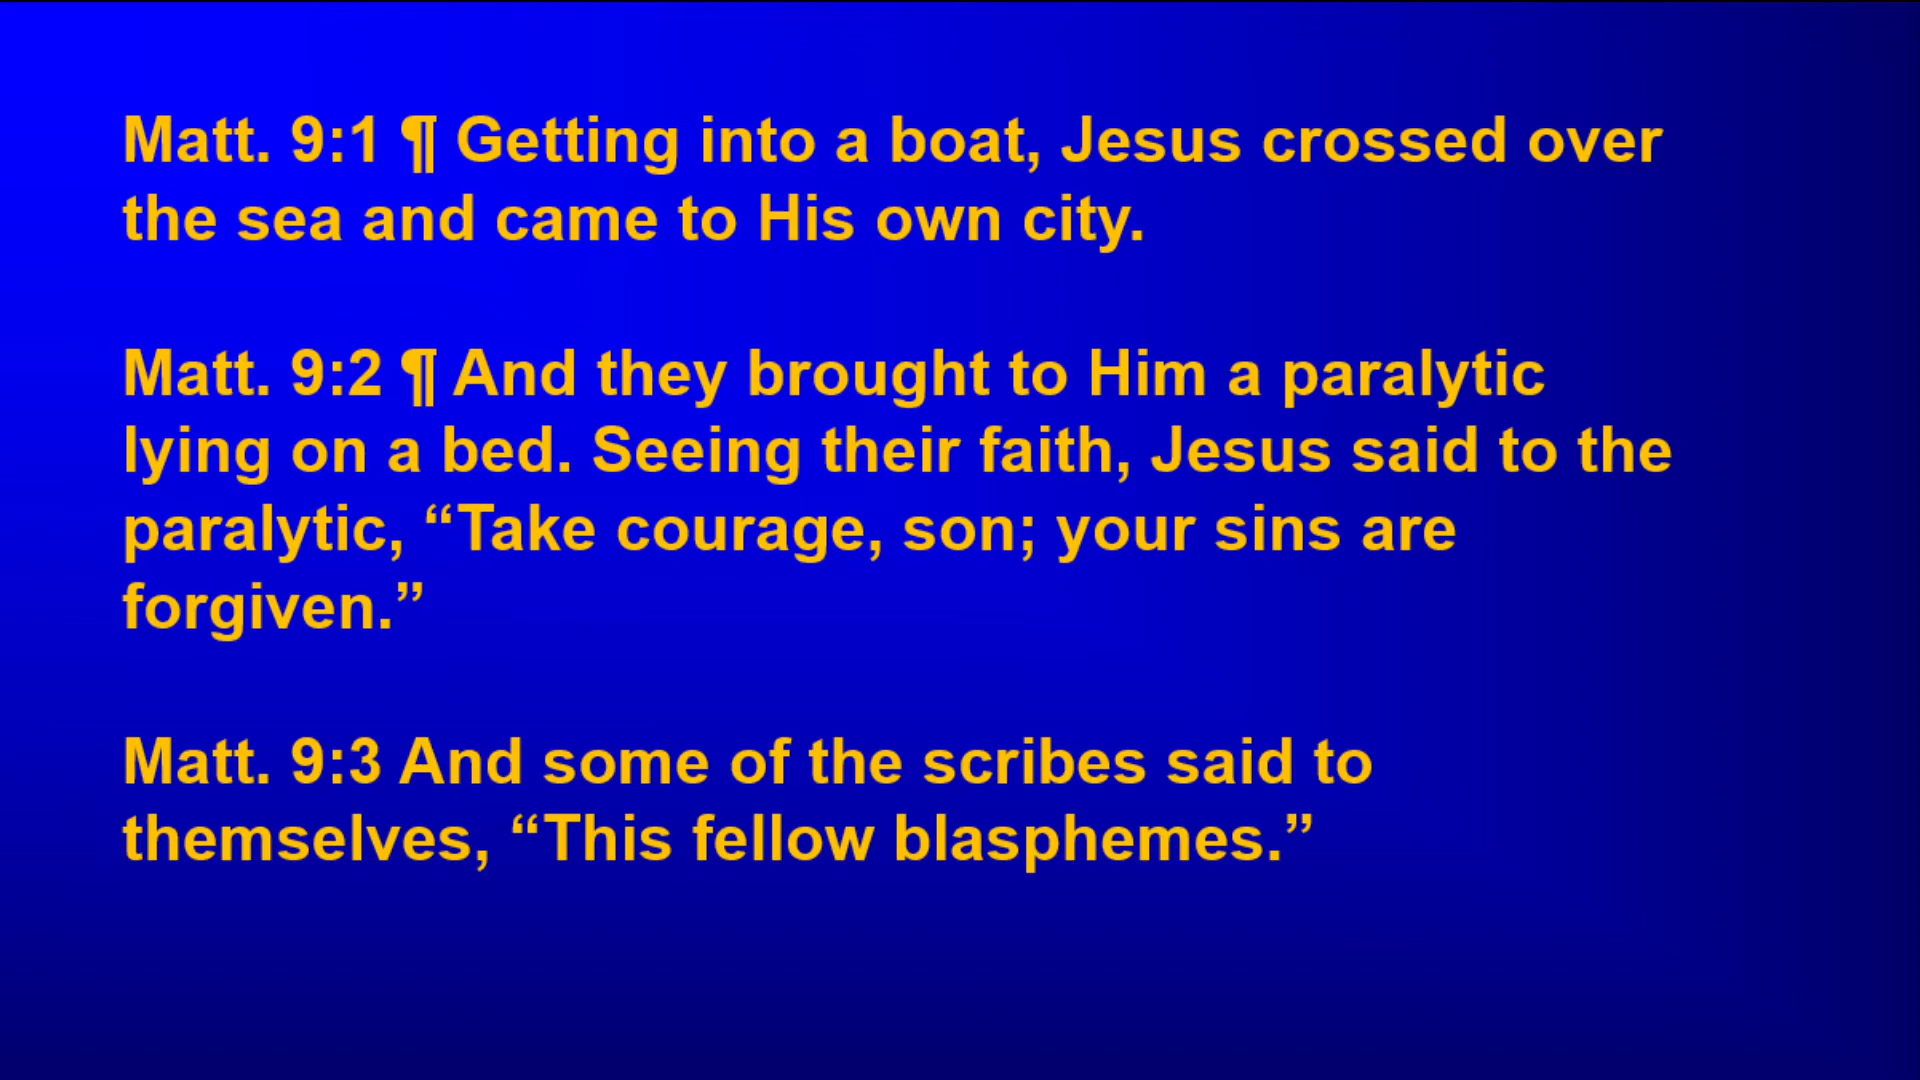 Matt. 9:1 ¶ Getting into a boat, Jesus crossed over
the sea and came to His own city.
Matt. 9:2 ¶ And they brought to Him a paralytic
lying on a bed. Seeing their faith, Jesus said to the
paralytic, “Take courage, son; your sins are
forgiven.”
Matt. 9:3 And some of the scribes said to
themselves, “This fellow blasphemes.”